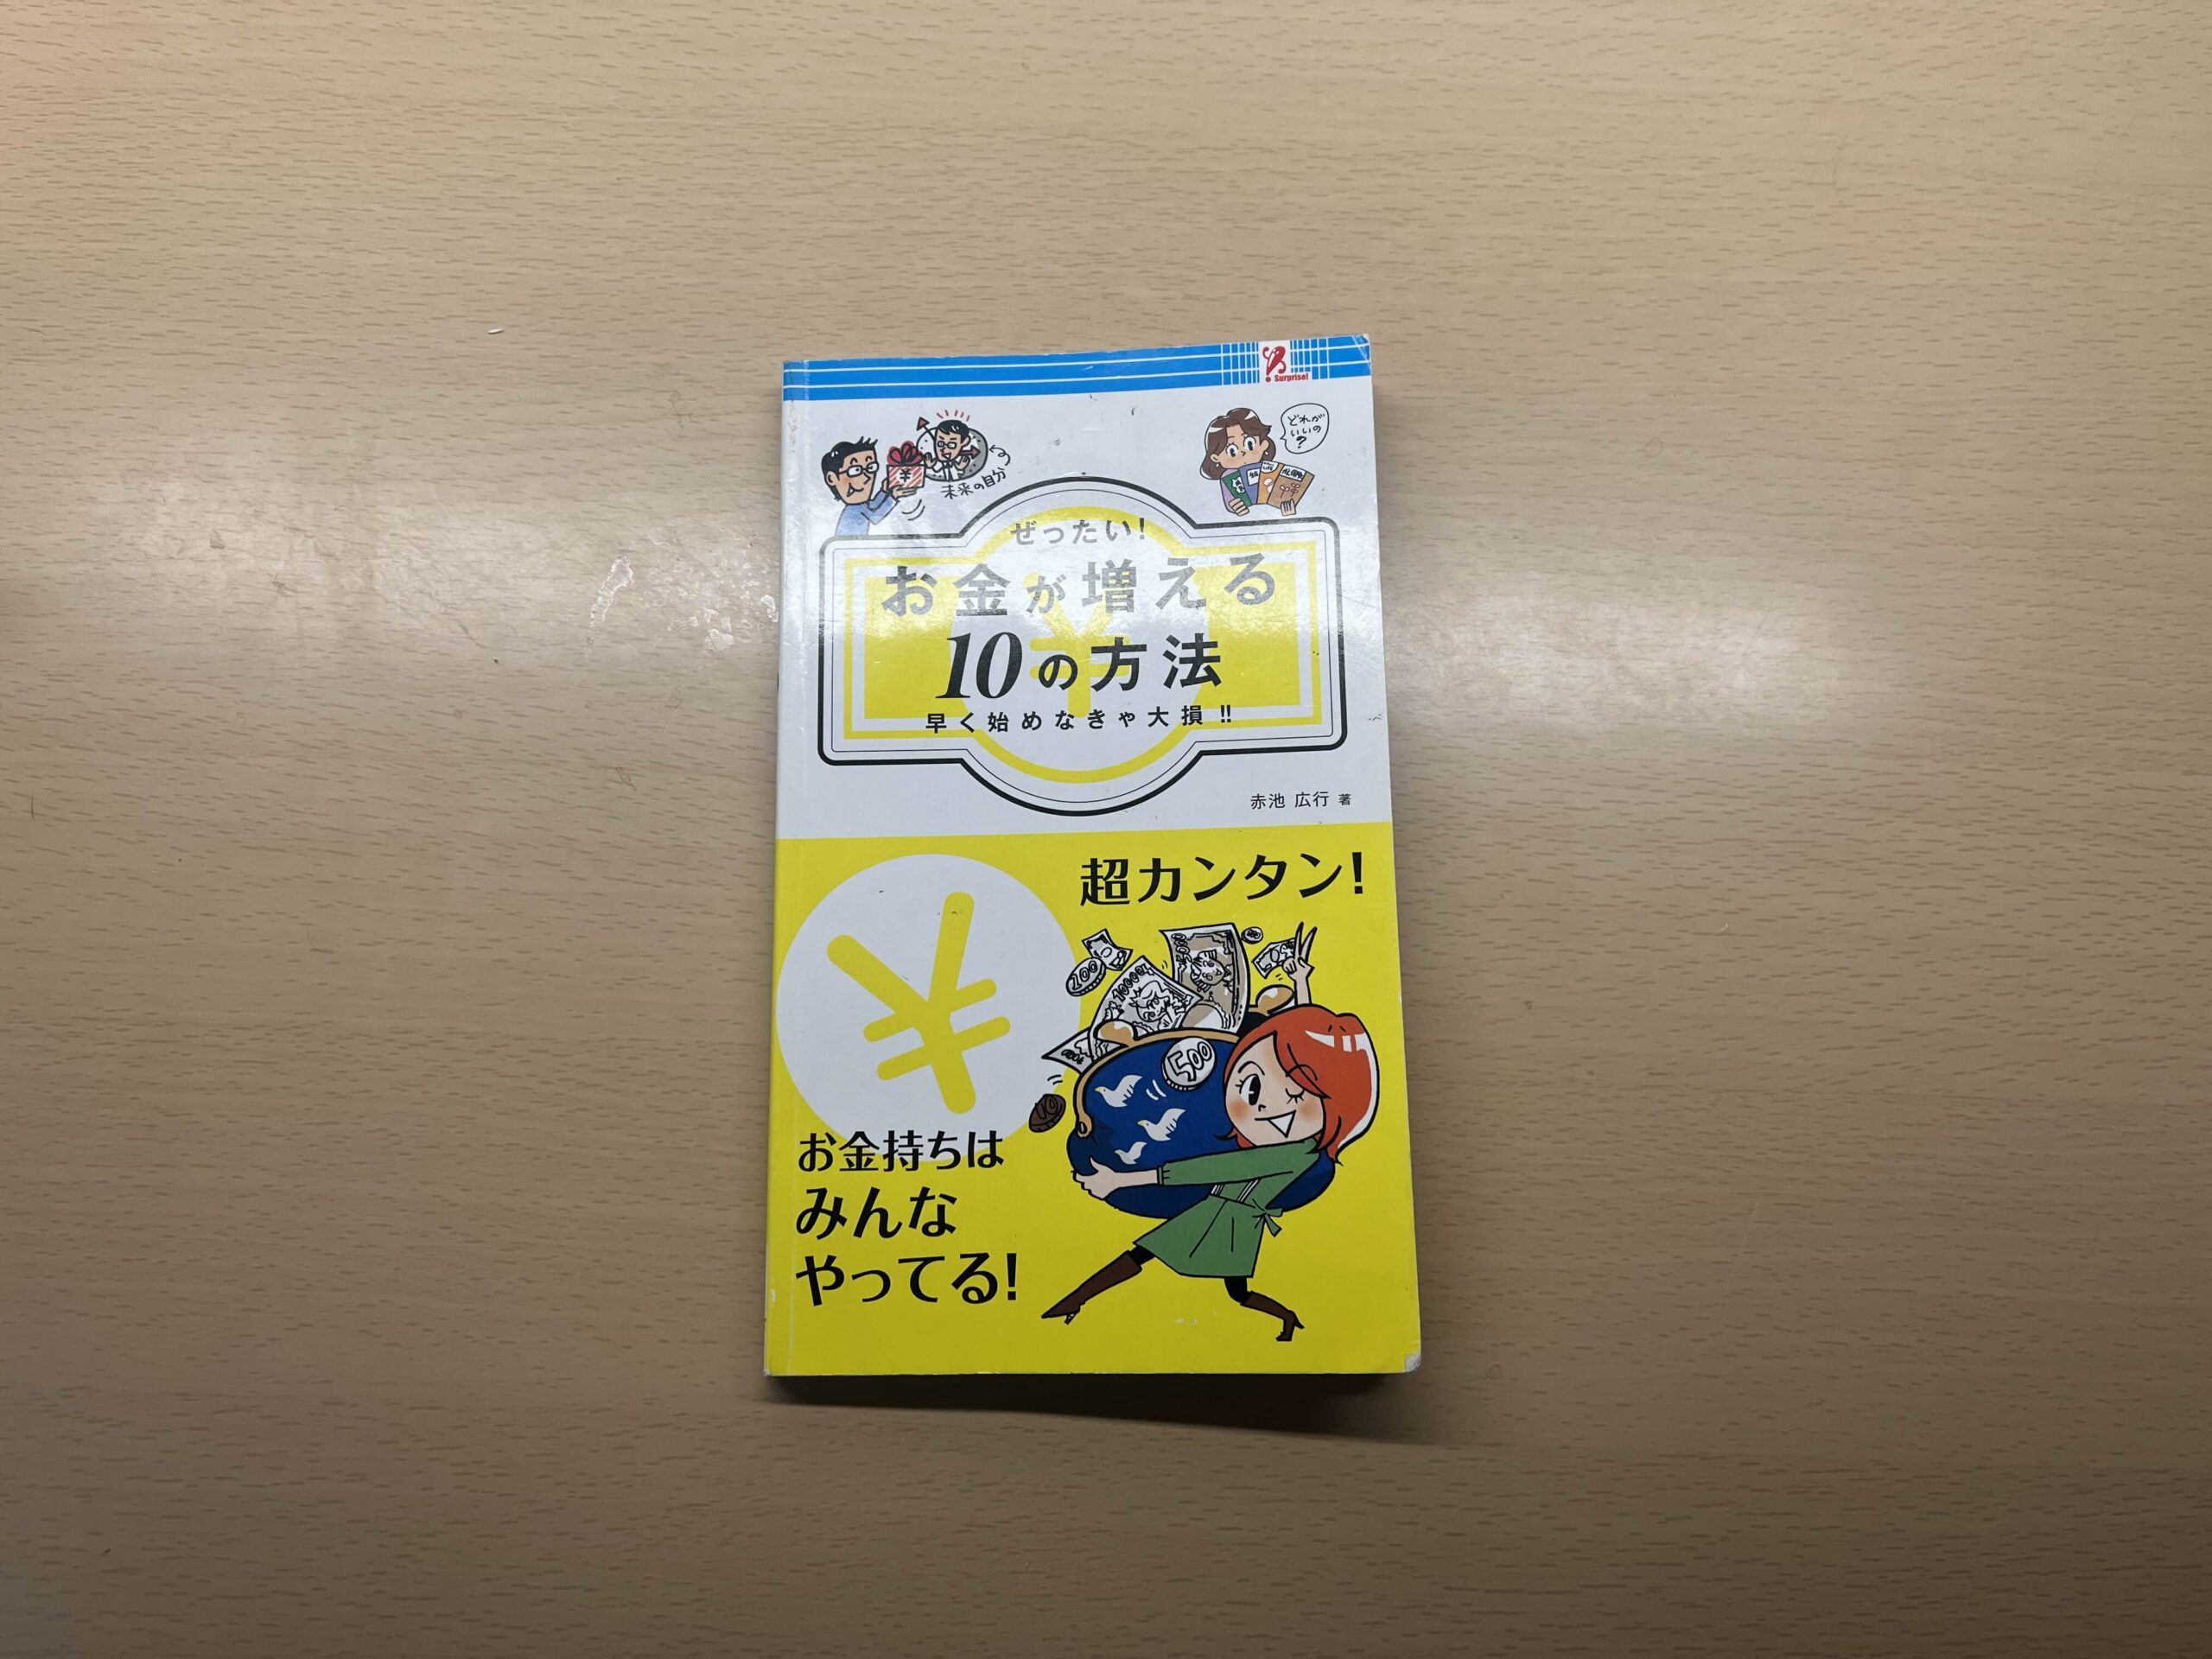 Surprise!
どれが
いいの
?
未来の自分
ぜったい!
お金が増える
10の方法
早く始めなきゃ大損!!
赤池 広行 著
超カンタン!
¥
500
10
お金持ちは
みんな
やってる!